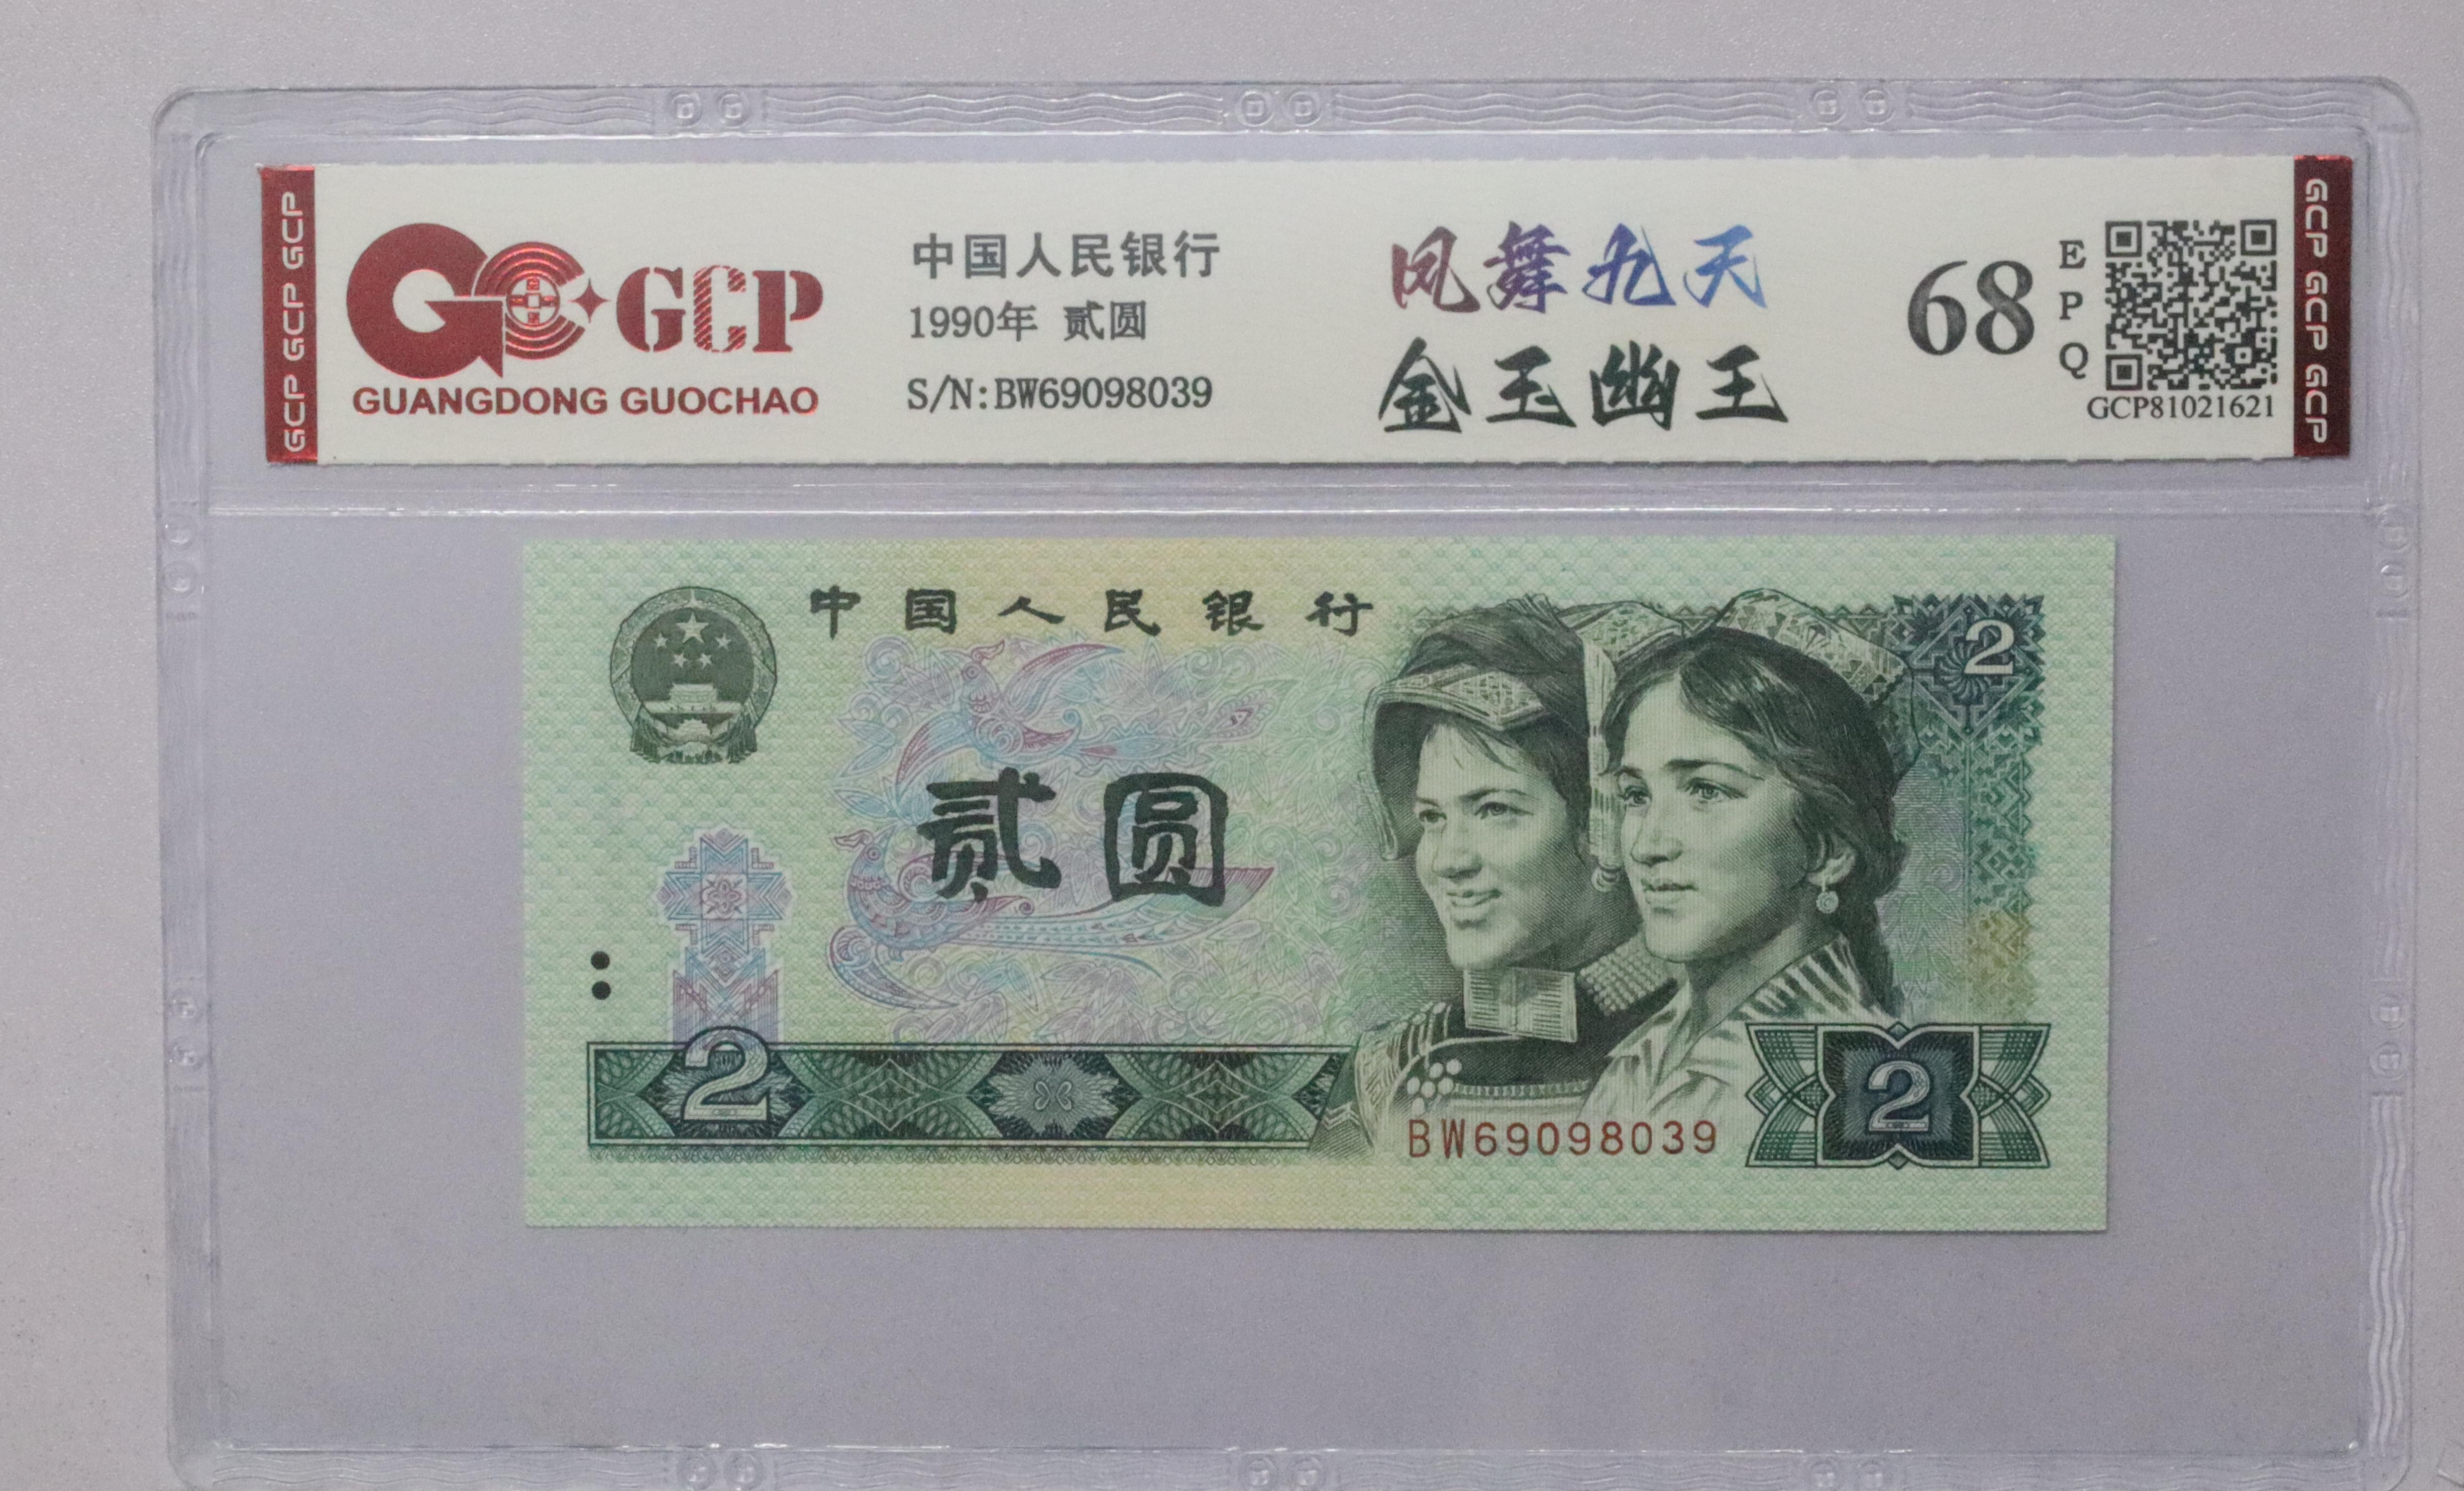 GCP GCP GCP
GCP
GUANGDONG GUOCHAO
中国人民银行
1990年 贰圆
S/N:BW69098039
凤舞九天
金玉幽王
68
EPQ
GCP81021621
GCP GCP GCP
中国人民银行
2
贰圆
2
BW69098039
2